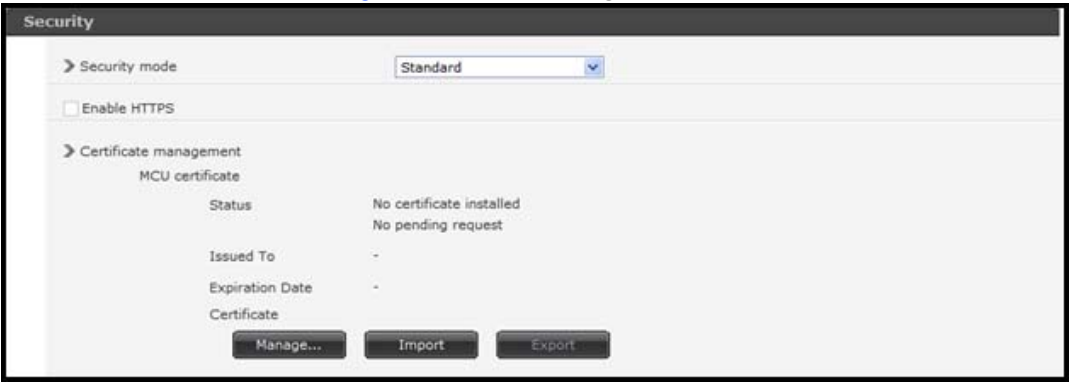 Security
Security mode Standard
Enable HTTPS
Certificate management
MCU certificate
Status No certificate installed
No pending request
Issued To -
Expiration Date -
Certificate
Manage... Import Export